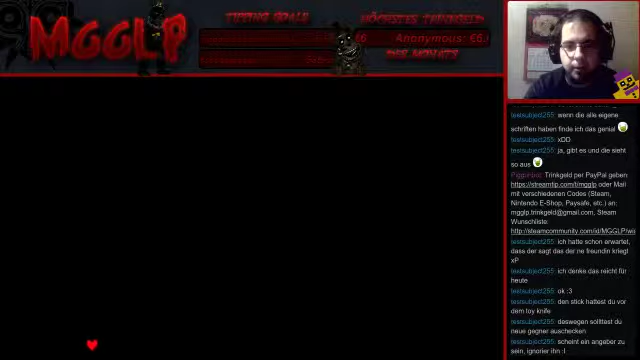 MGGLP
TIPPING GOALS
HÖCHSTES TRINKGELD
Anonymous: €6.
DES MONATS
testsubject255: wenn die alle eigene
schriften haben finde ich das genial
testsubject255: xDD
testsubject255: ja, gibt es und die sieht
so aus
Trinkgeld per PayPal geben:
https://streamtip.com/t/mgglp oder Mail
mit verschiedenen Codes (Steam,
Nintendo E-Shop, Paysafe, etc.) an:
mgglp.trinkgeld@gmail.com, Steam
Wunschliste:
http://steamcommunity.com/id/MGGLP/w
testsubject255: ich hatte schon erwartet,
dass der sagt das der ne freundin kriegt
xP
testsubject255: ich denke das reicht für
heute
testsubject255: ok :3
testsubject255: den stick hattest du vor
dem toy knife
testsubject255: deswegen solltest du
neue gegner auschecken
testsubject255: scheint ein angeber zu
sein, ignorier ihn :I